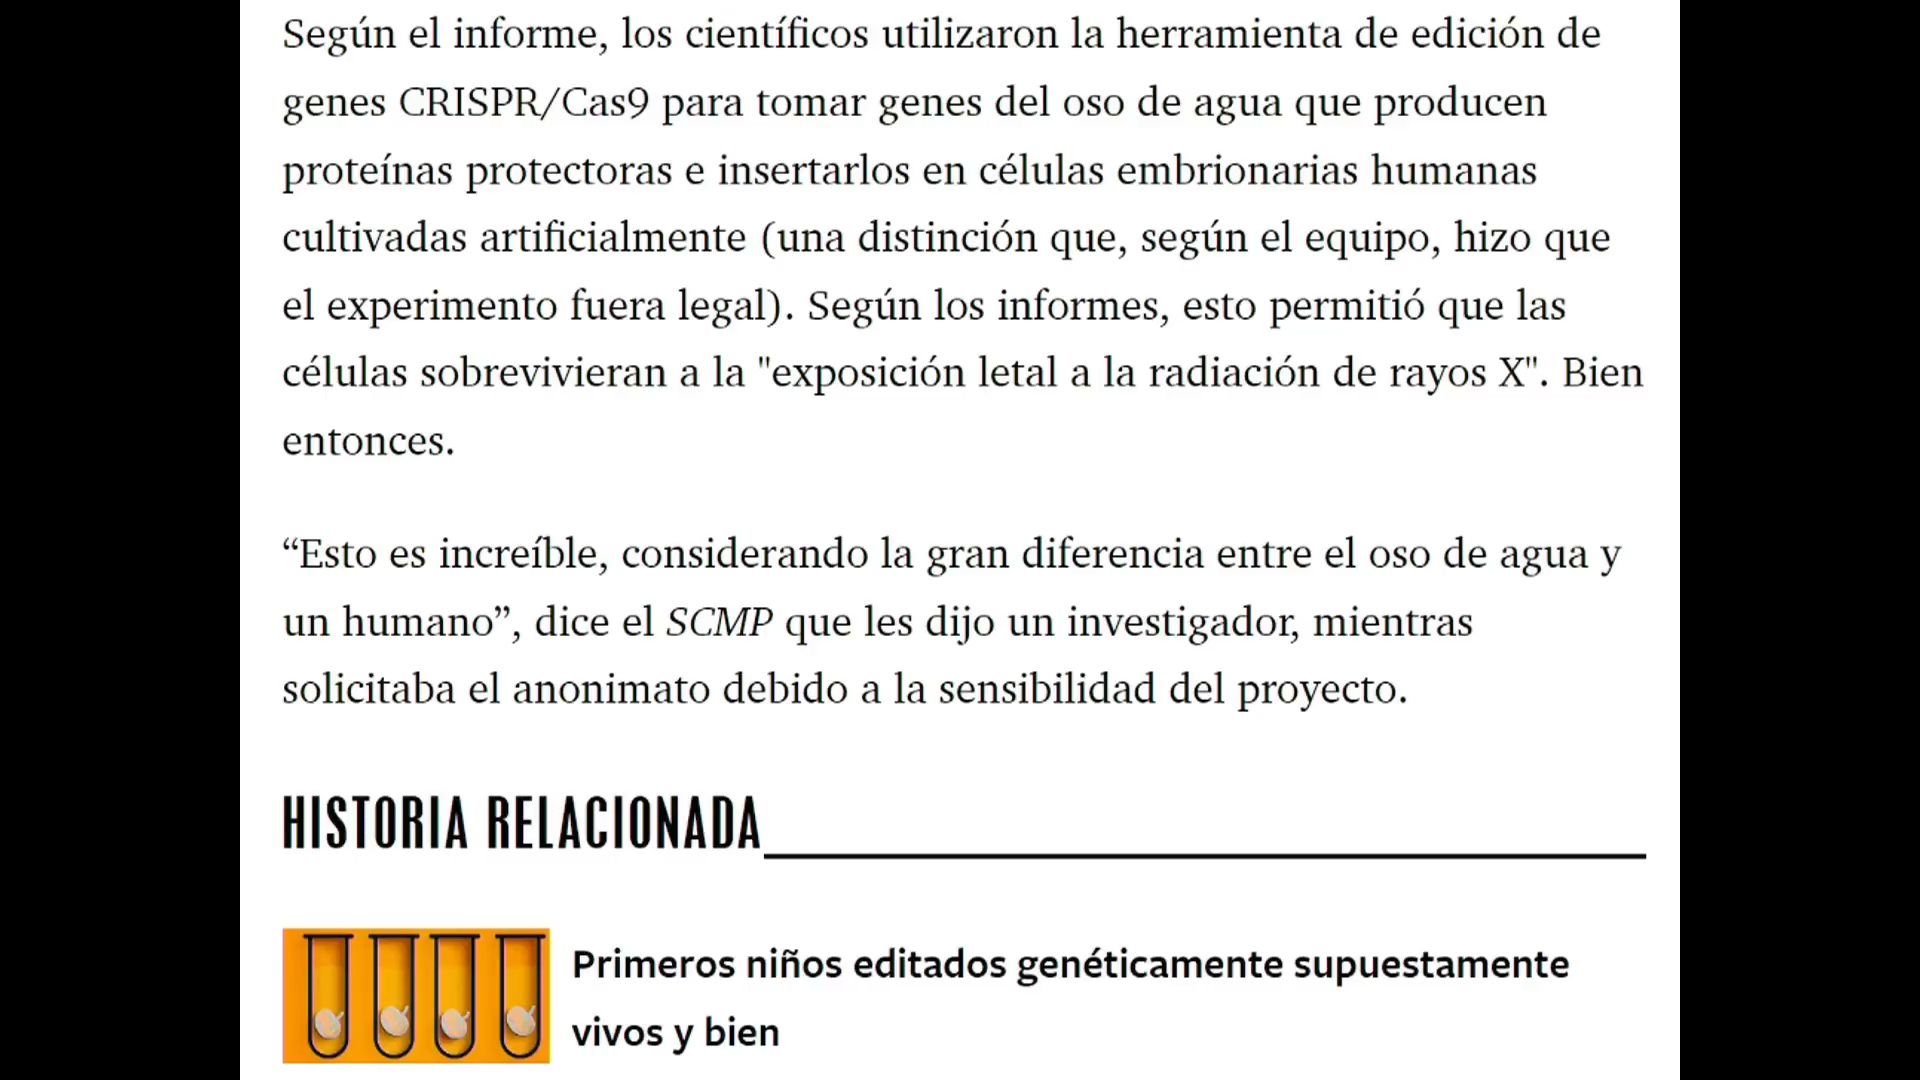 Según el informe, los científicos utilizaron la herramienta de edición de
genes CRISPR/Cas9 para tomar genes del oso de agua que producen
proteínas protectoras e insertarlos en células embrionarias humanas
cultivadas artificialmente (una distinción que, según el equipo, hizo que
el experimento fuera legal). Según los informes, esto permitió que las
células sobrevivieran a la "exposición letal a la radiación de rayos X". Bien
entonces.
“Esto es increíble, considerando la gran diferencia entre el oso de agua y
un humano”, dice el SCMP que les dijo un investigador, mientras
solicitaba el anonimato debido a la sensibilidad del proyecto.
HISTORIA RELACIONADA
Primeros niños editados genéticamente supuestamente
vivos y bien